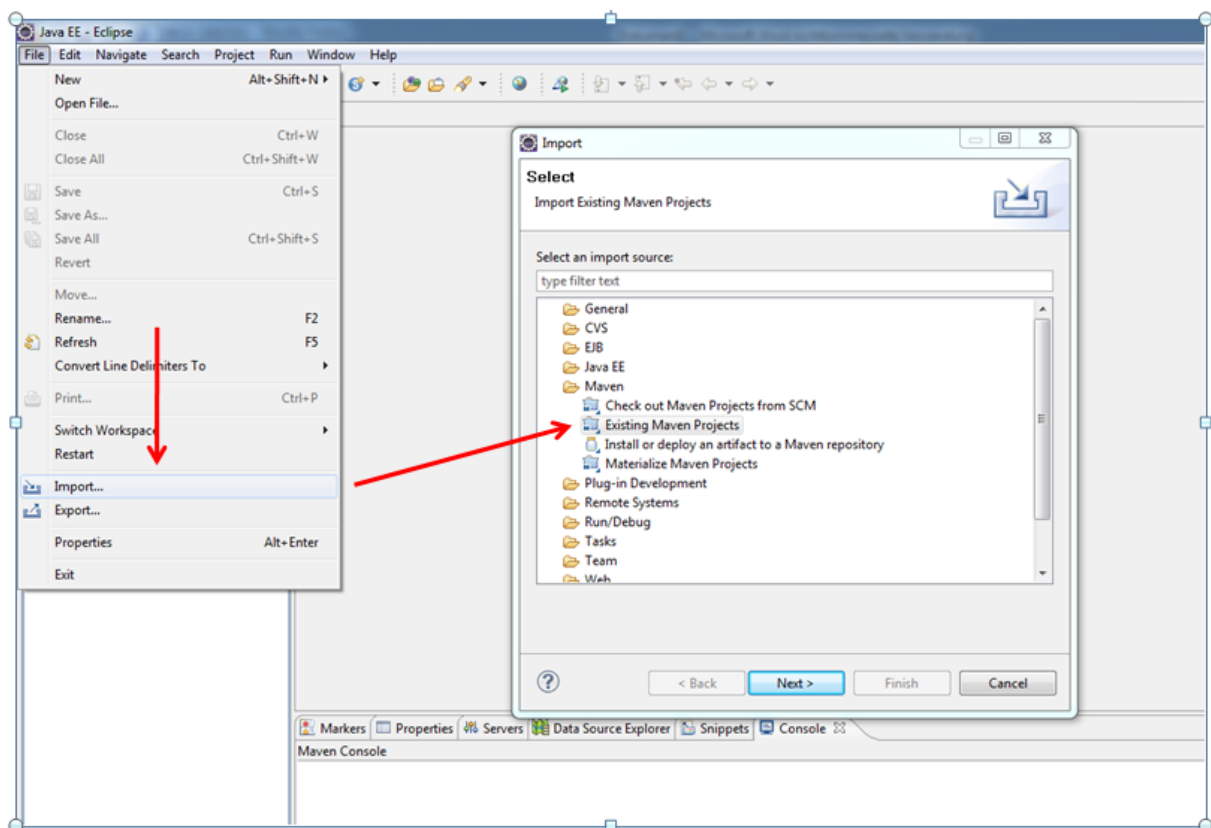 Java EE - Eclipse
File Edit Navigate Search Project Run Window Help
New Alt+Shift+N
Open File...
Close Ctrl+W
Close All Ctrl+Shift+W
Save Ctrl+S
Save As...
Save All Ctrl+Shift+S
Revert
Move...
Rename... F2
Refresh F5
Convert Line Delimiters To
Print... Ctrl+P
Switch Workspace
Restart
Import...
Export...
Properties Alt+Enter
Exit
Import
Select
Import Existing Maven Projects
Select an import source:
type filter text
General
CVS
EJB
Java EE
Maven
Check out Maven Projects from SCM
Existing Maven Projects
Install or deploy an artifact to a Maven repository
Materialize Maven Projects
Plug-in Development
Remote Systems
Run/Debug
Tasks
Team
Web
? < Back Next > Finish Cancel
Markers Properties Servers Data Source Explorer Snippets Console
Maven Console